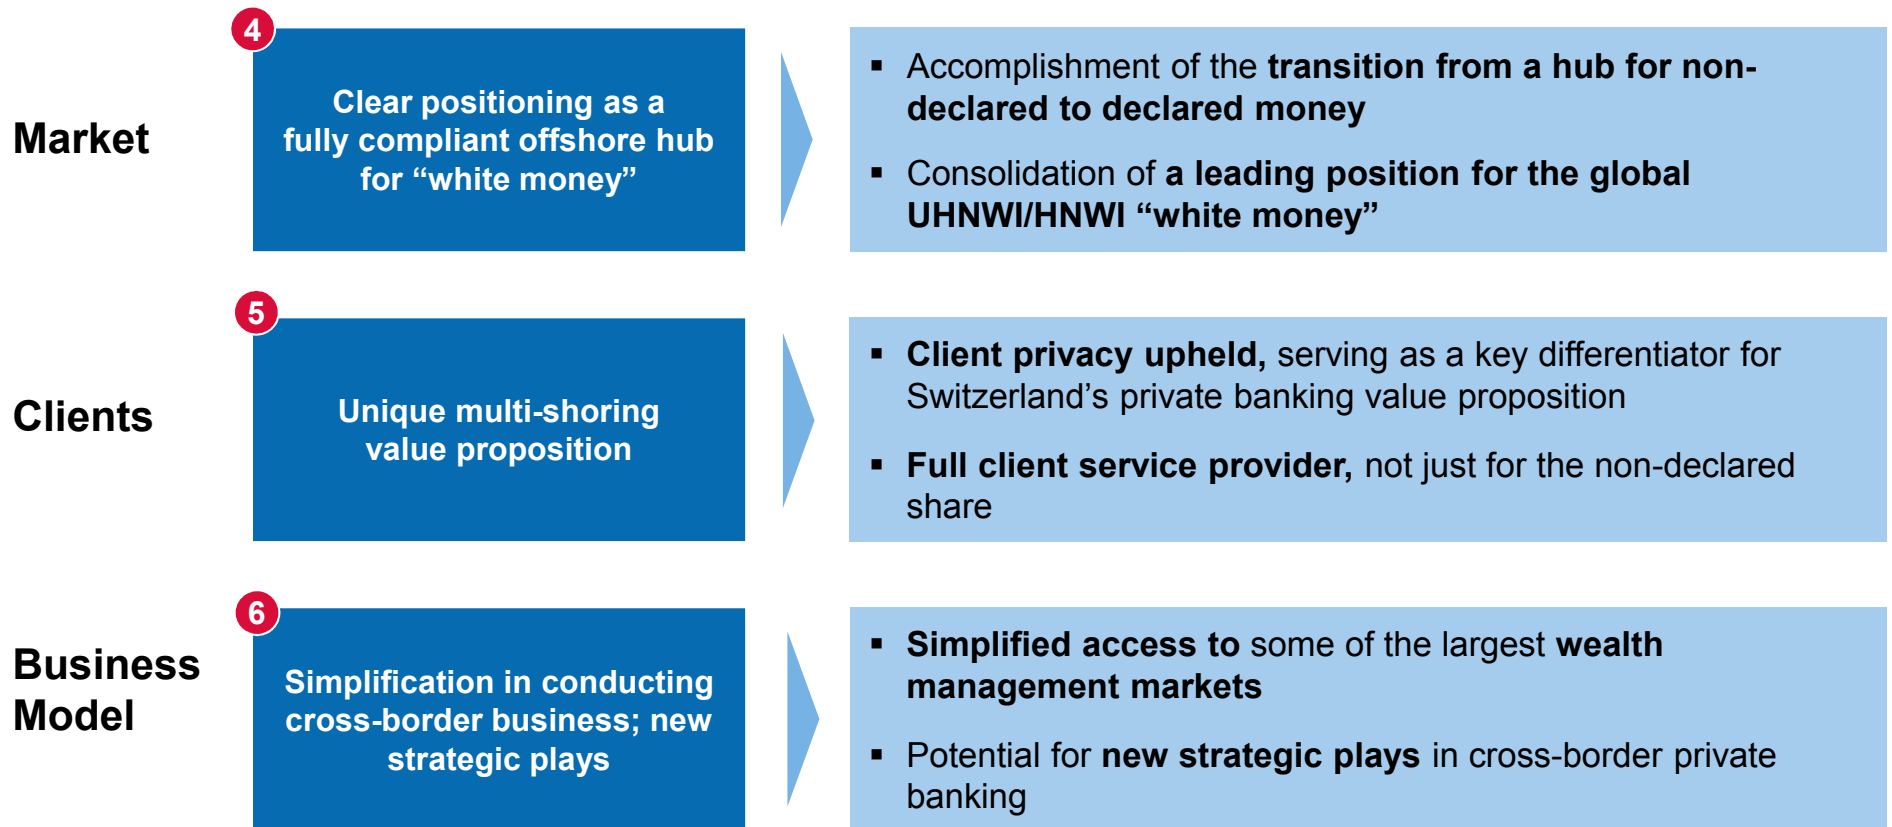 Market
4
Clear positioning as a
fully compliant offshore hub
for “white money”
▪ Accomplishment of the transition from a hub for non-
declared to declared money
▪ Consolidation of a leading position for the global
UHNWI/HNWI “white money”
Clients
5
Unique multi-shoring
value proposition
▪ Client privacy upheld, serving as a key differentiator for
Switzerland’s private banking value proposition
▪ Full client service provider, not just for the non-declared
share
Business
Model
6
Simplification in conducting
cross-border business; new
strategic plays
▪ Simplified access to some of the largest wealth
management markets
▪ Potential for new strategic plays in cross-border private
banking